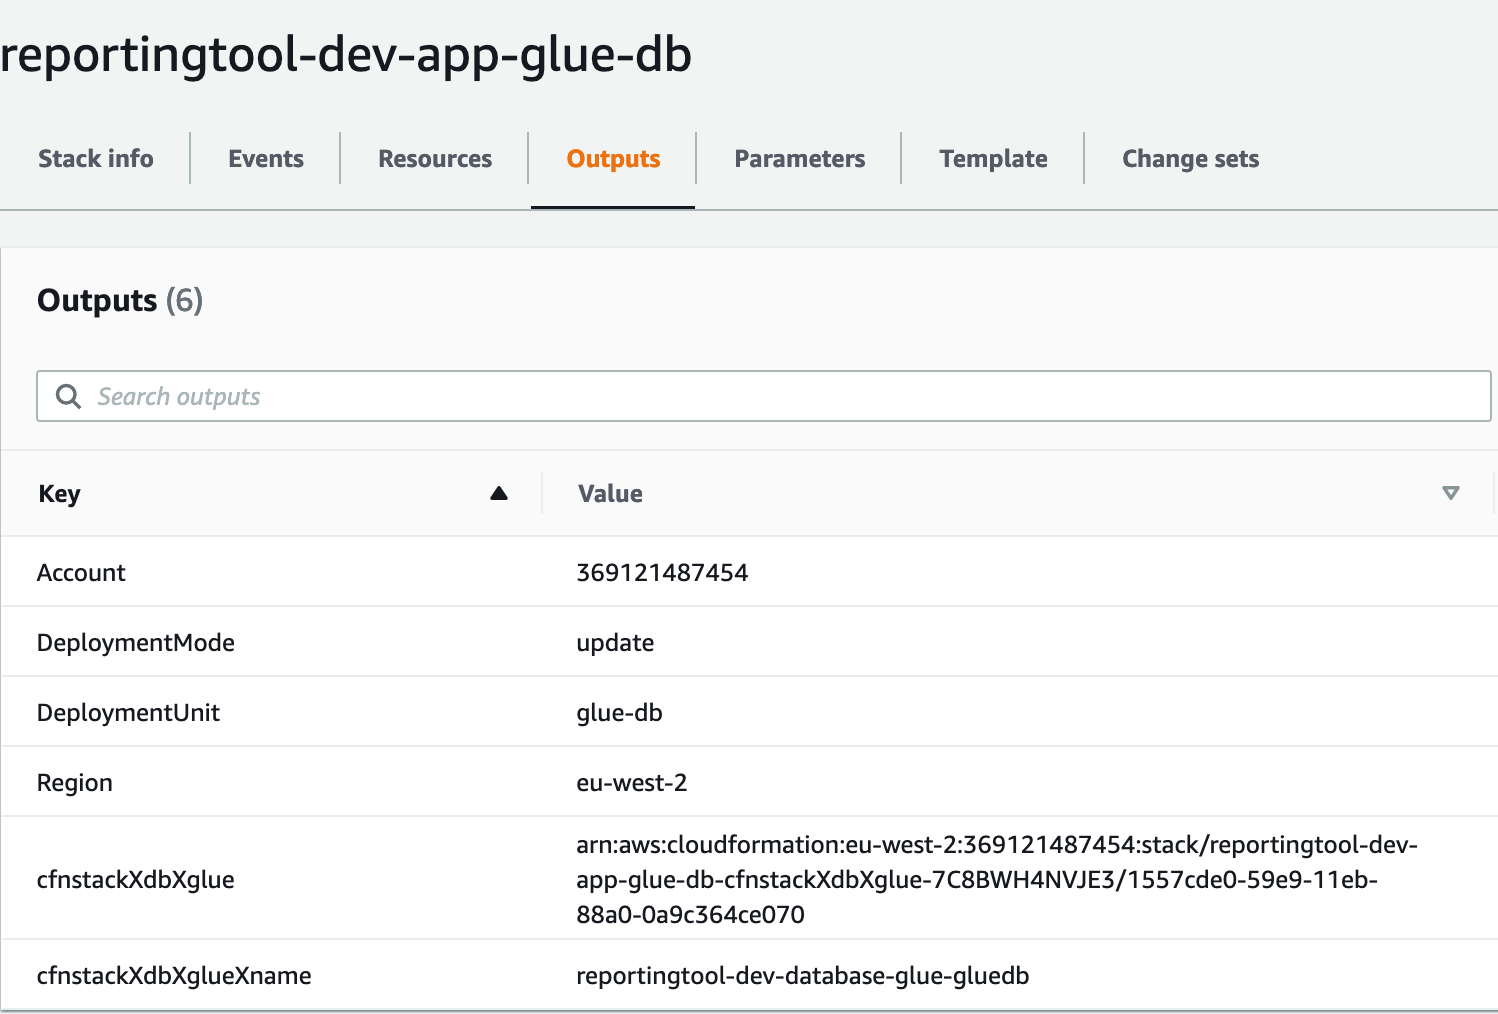 reportingtool-dev-app-glue-db
Stack info Events Resources Outputs Parameters Template Change sets
Outputs (6)
Search outputs
Key Value
Account 369121487454
DeploymentMode update
DeploymentUnit glue-db
Region eu-west-2
arn:aws:cloudformation:eu-west-2:369121487454:stack/reportingtool-dev-
cfnstackXdbXglue app-glue-db-cfnstackXdbXglue-7C8BWH4NVJE3/1557cde0-59e9-11eb-
88a0-0a9c364ce070
cfnstackXdbXglueXname reportingtool-dev-database-glue-gluedb